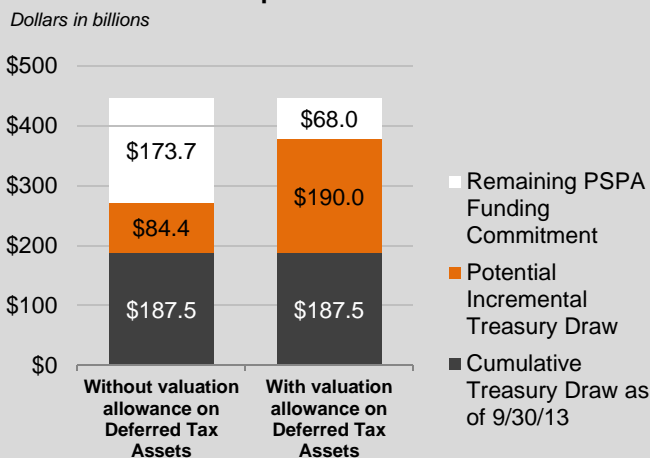 Dollars in billions
$500
$400
$300
$200
$100
$0
$173.7
$84.4
$187.5
$68.0
$190.0
$187.5
Without valuation
allowance on
Deferred Tax
Assets
With valuation
allowance on
Deferred Tax
Assets
Remaining PSPA
Funding
Commitment
Potential
Incremental
Treasury Draw
Cumulative
Treasury Draw as
of 9/30/13